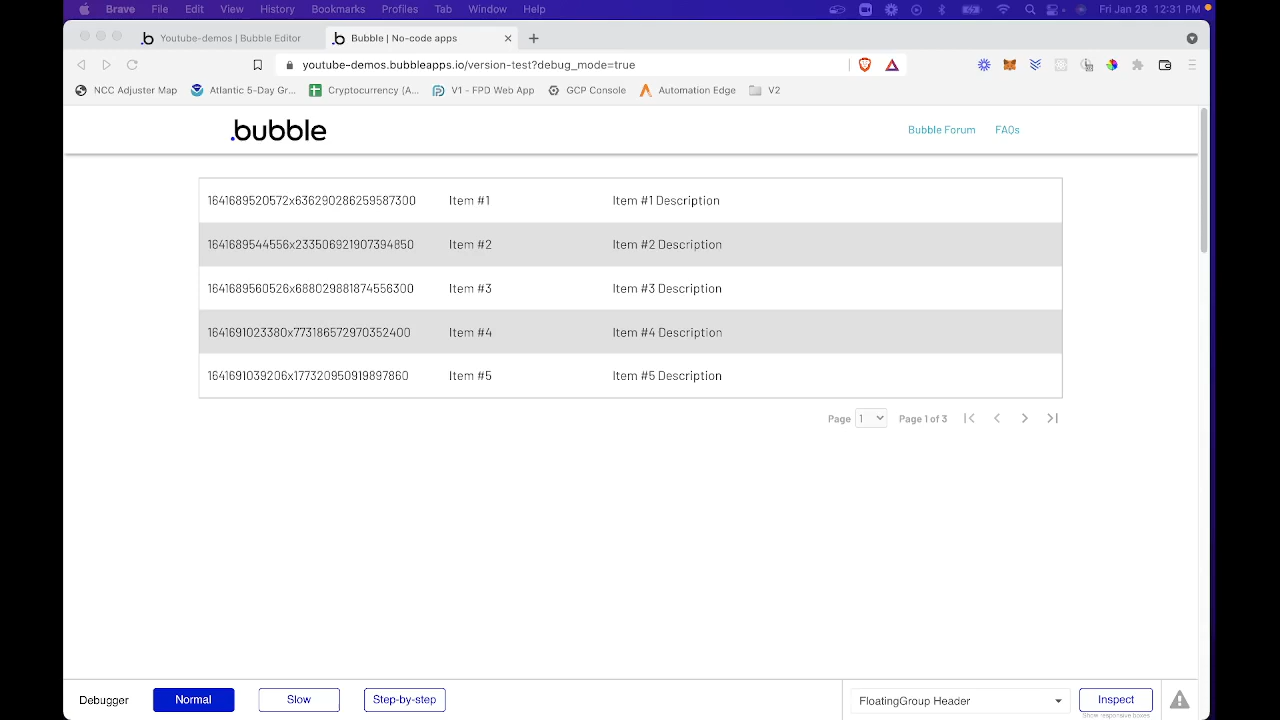 Brave File Edit View History Bookmarks Profiles Tab Window Help Fri Jan 28 12:31 PM
Youtube-demos | Bubble Editor Bubble | No-code apps
youtube-demos.bubbleapps.io/version-test?debug_mode=true
NCC Adjuster Map Atlantic 5-Day Gr... Cryptocurrency (A... V1 - FPD Web App GCP Console Automation Edge V2
.bubble Bubble Forum FAQs
1641689520572x636290286259587300 Item #1 Item #1 Description
1641689544556x233506921907394850 Item #2 Item #2 Description
1641689560526x688029881874556300 Item #3 Item #3 Description
1641691023380x773186572970352400 Item #4 Item #4 Description
1641691039206x177320950919897860 Item #5 Item #5 Description
Page 1 Page 1 of 3
Debugger Normal Slow Step-by-step FloatingGroup Header Inspect
Show responsive boxes